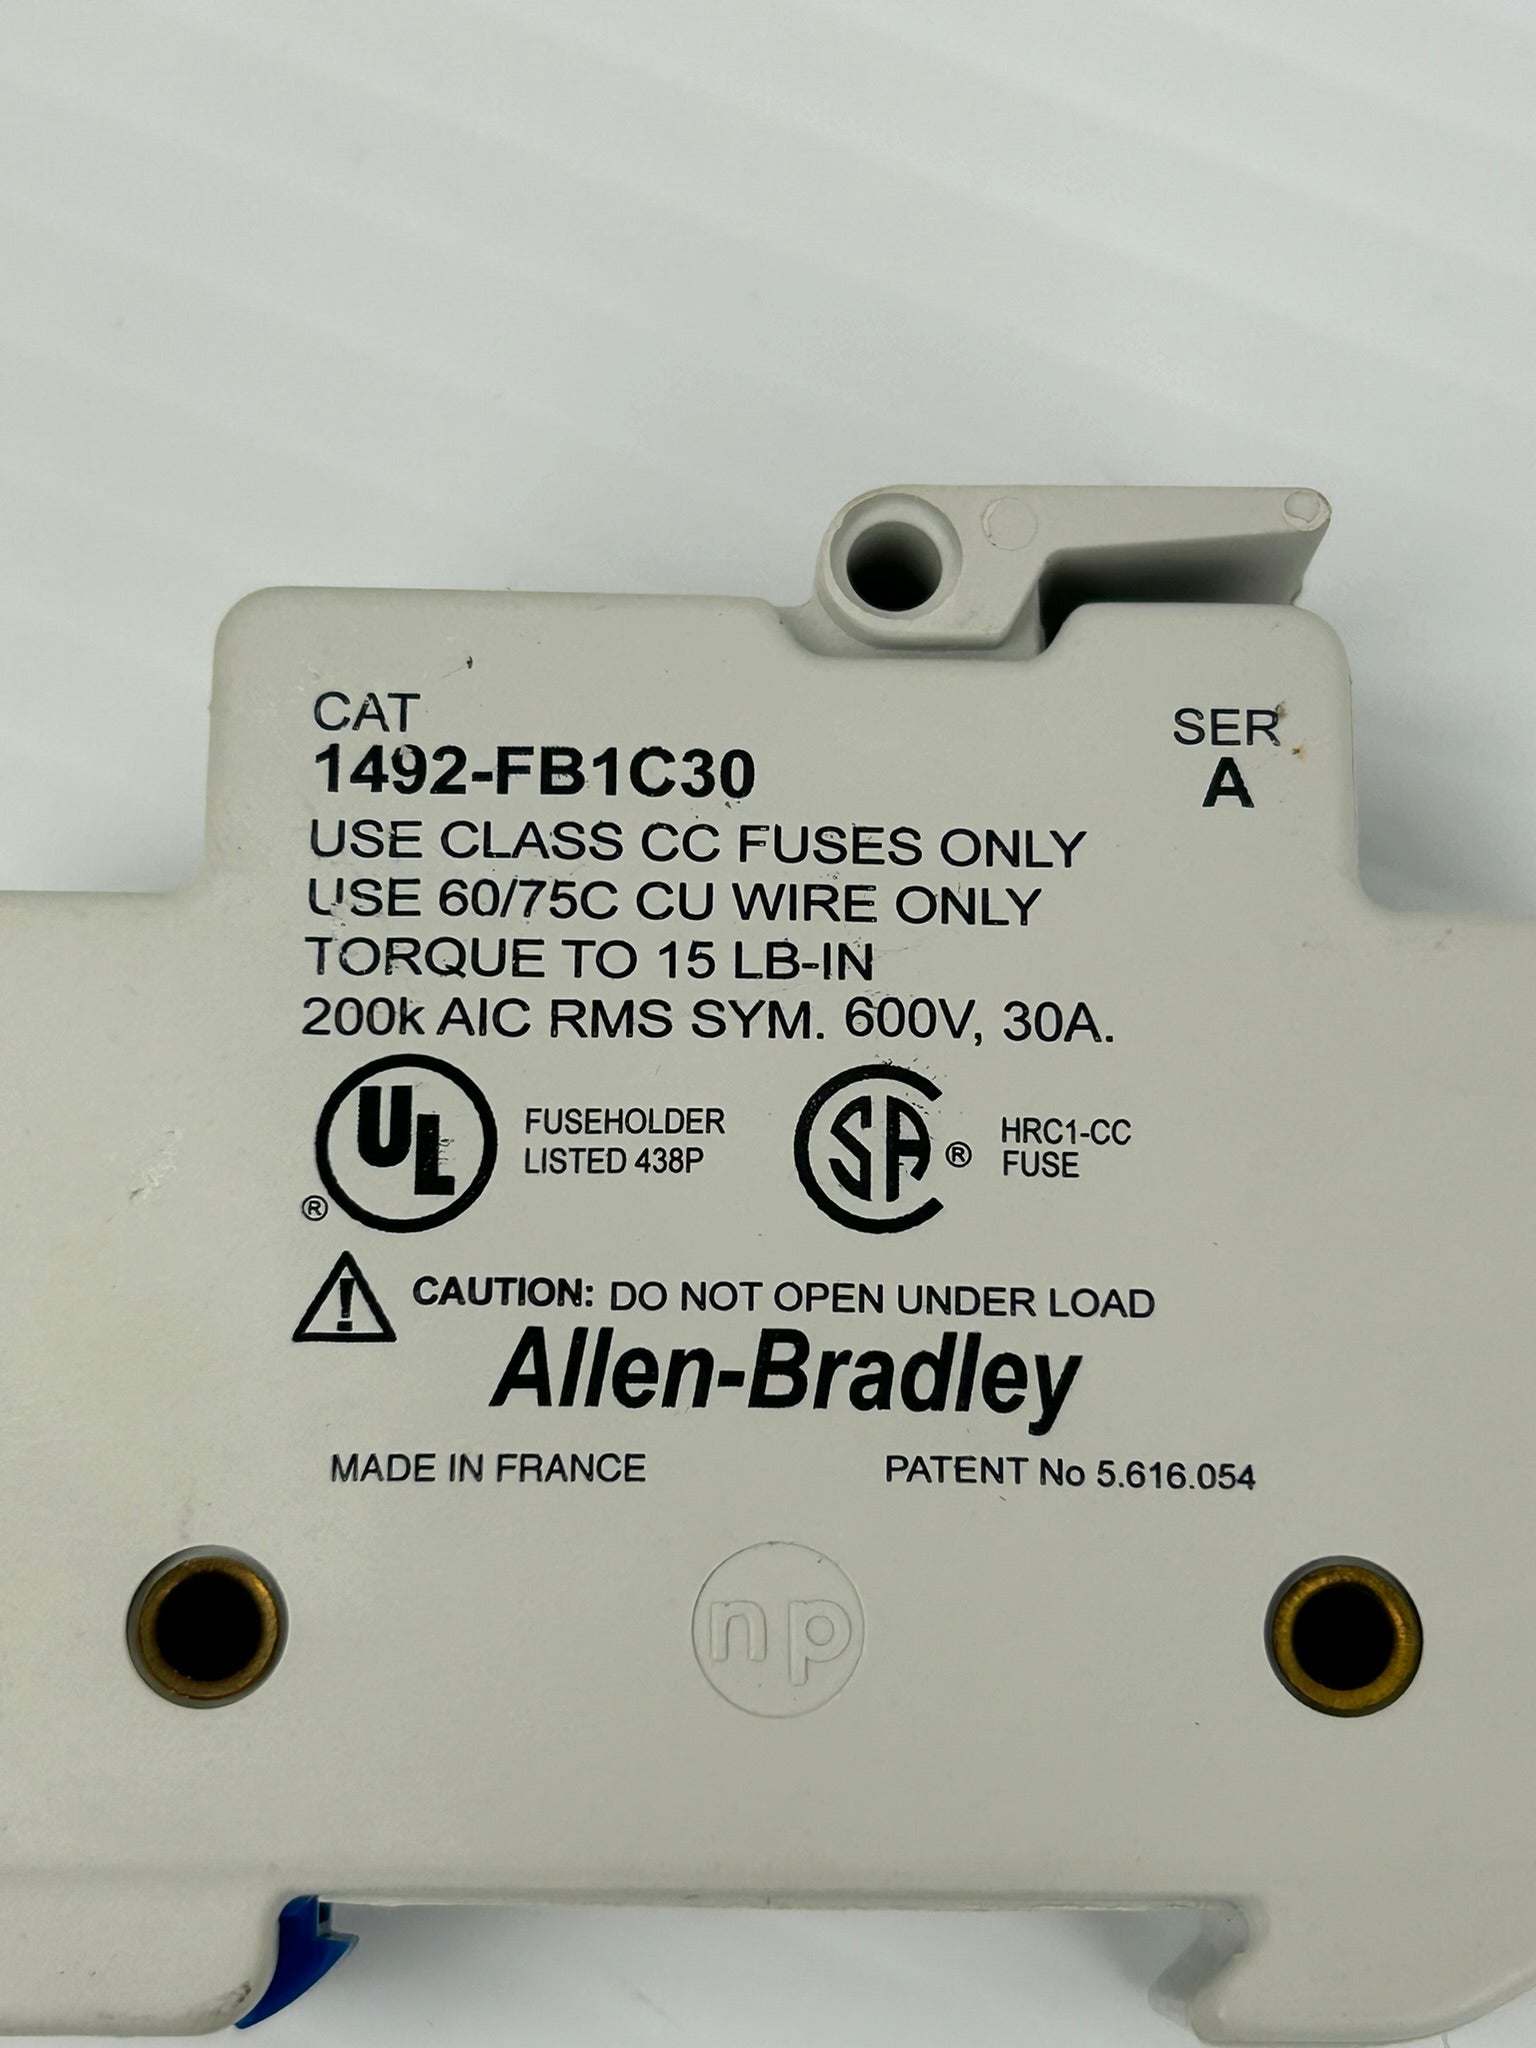 CAT
SER
1492-FB1C30
A
USE CLASS CC FUSES ONLY
USE 60/75C CU WIRE ONLY
TORQUE TO 15 LB-IN
200k AIC RMS SYM. 600V, 30A.
UL
®
FUSEHOLDER
LISTED 438P
SA
®
HRC1-CC
FUSE
! CAUTION: DO NOT OPEN UNDER LOAD
Allen-Bradley
MADE IN FRANCE
PATENT No 5.616.054
np